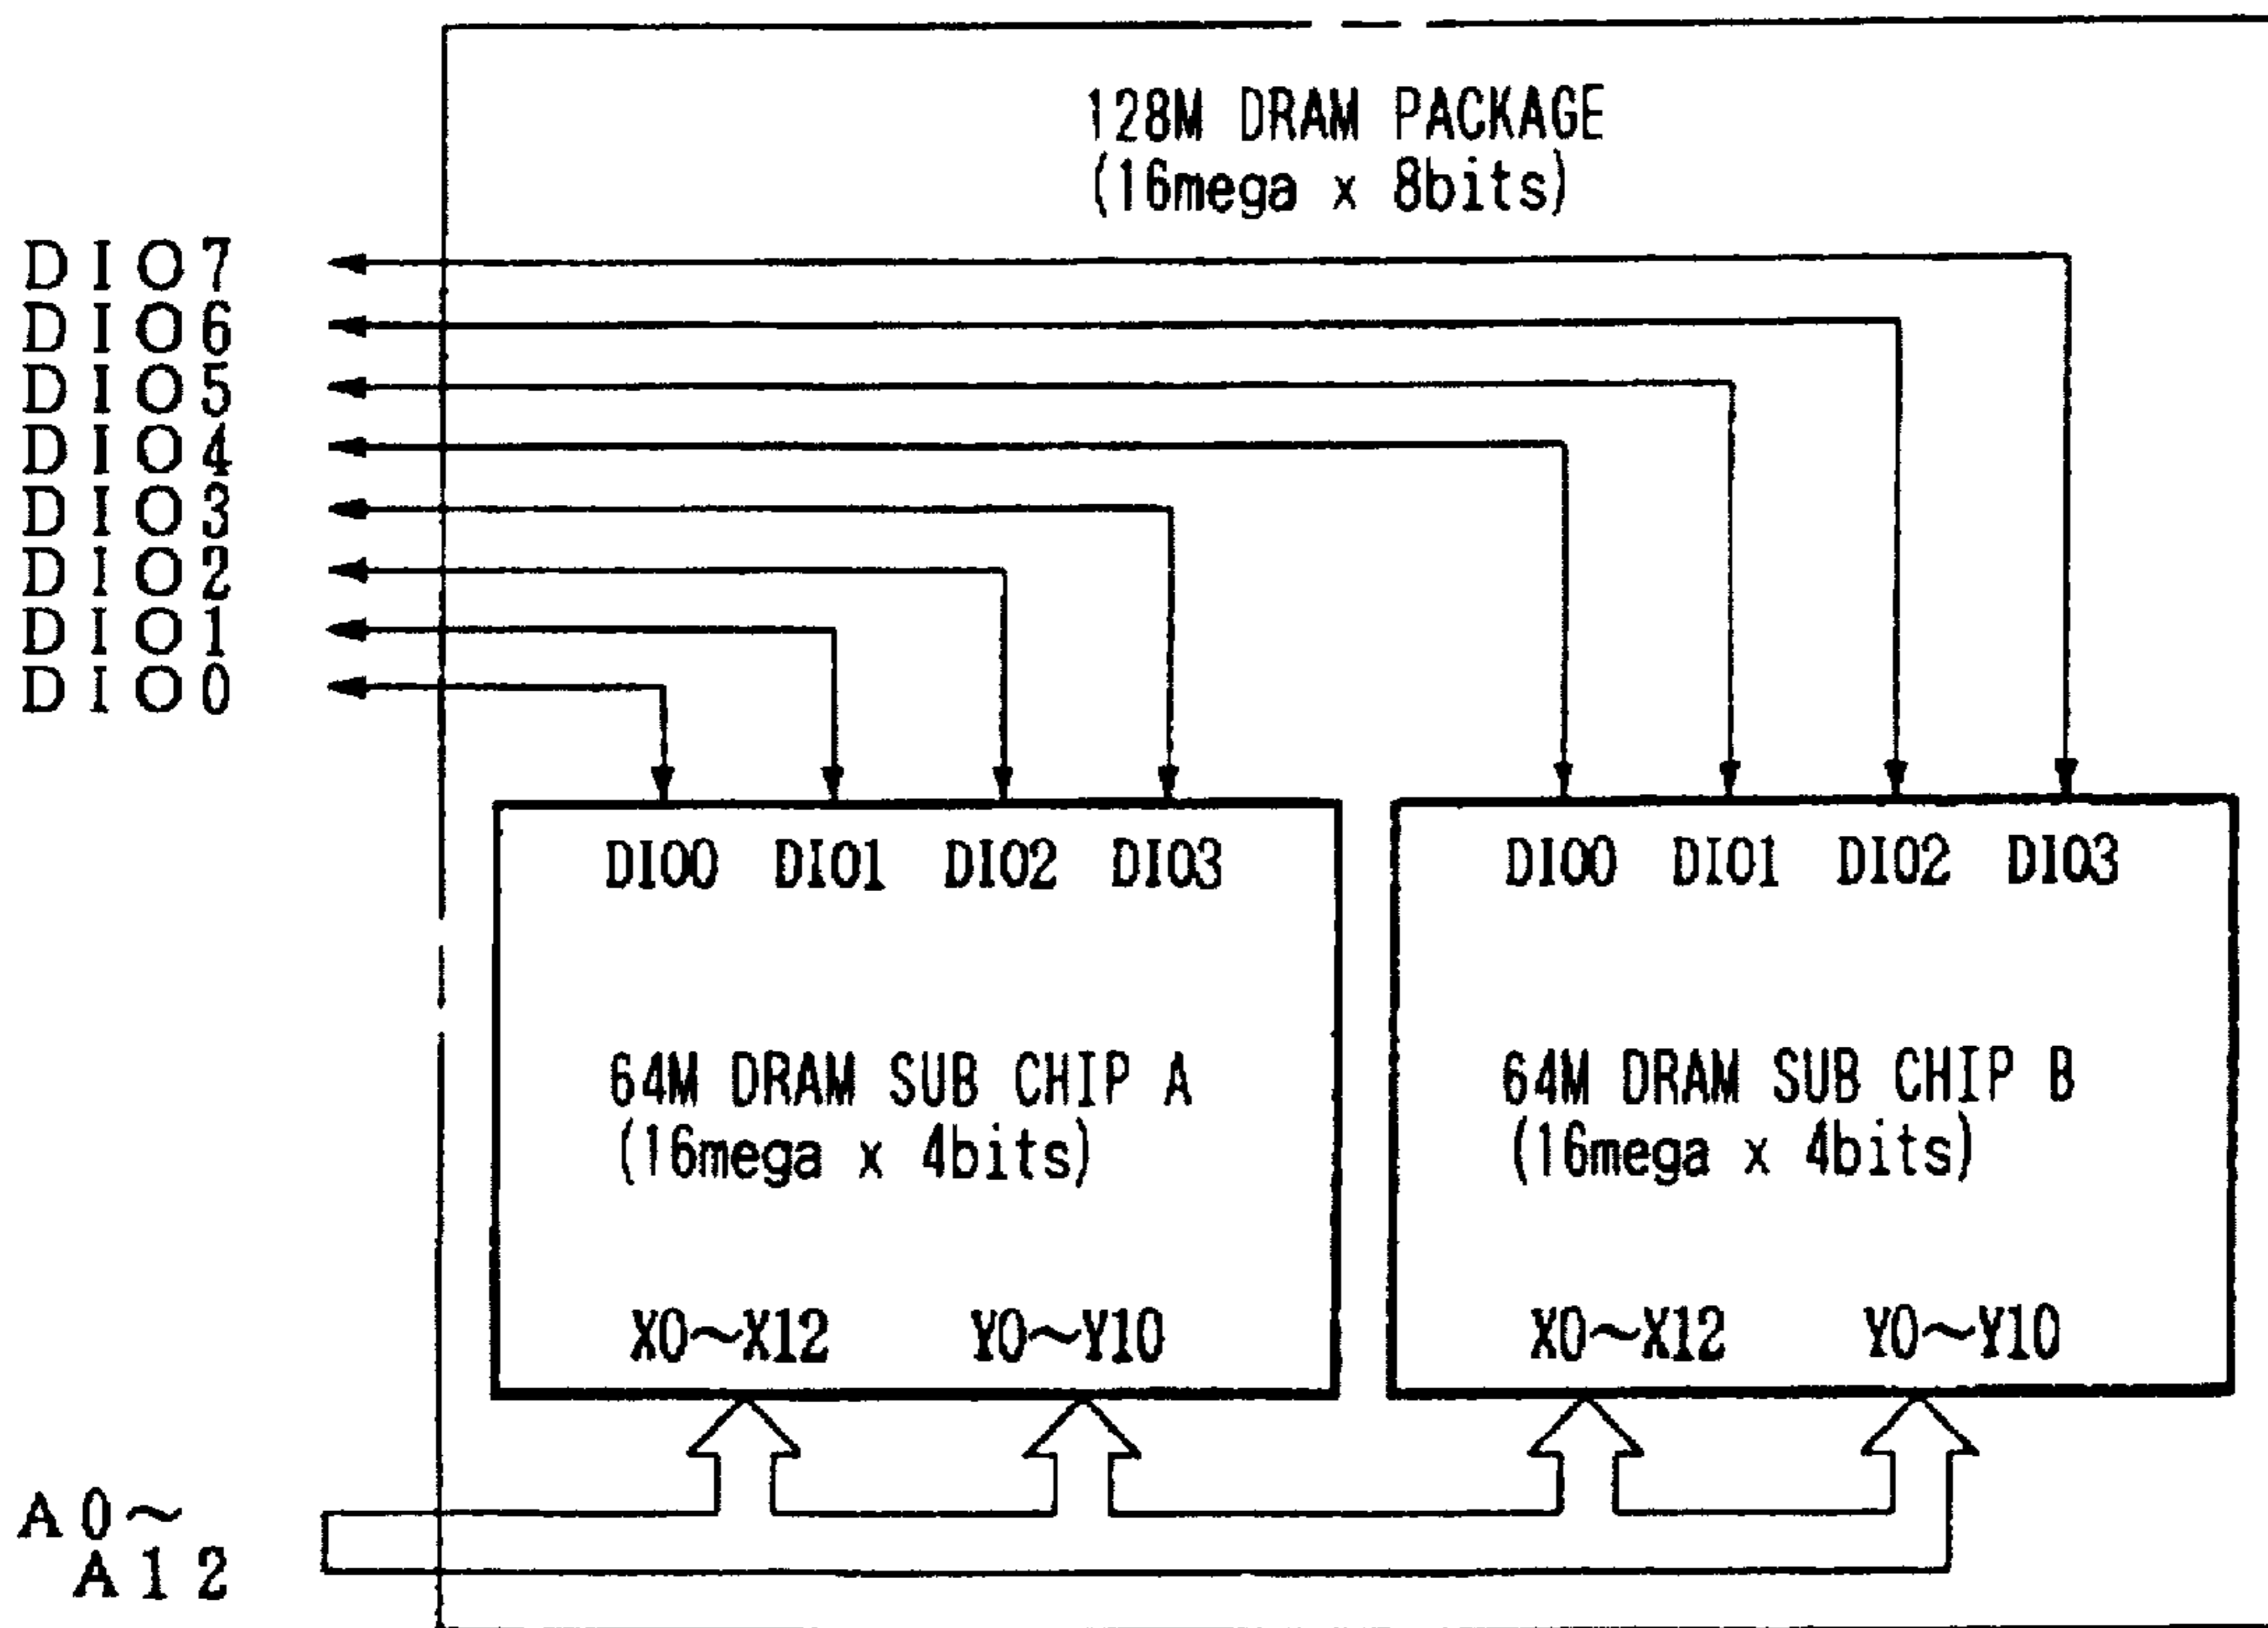 128M DRAM PACKAGE
(16mega x 8bits)
DIO7
DIO6
DIO5
DIO4
DIO3
DIO2
DIO1
DIO0
DIO0 DIO1 DIO2 DIO3
DIO0 DIO1 DIO2 DIO3
64M DRAM SUB CHIP A
(16mega x 4bits)
64M DRAM SUB CHIP B
(16mega x 4bits)
X0~X12 Y0~Y10
X0~X12 Y0~Y10
A0~
A12